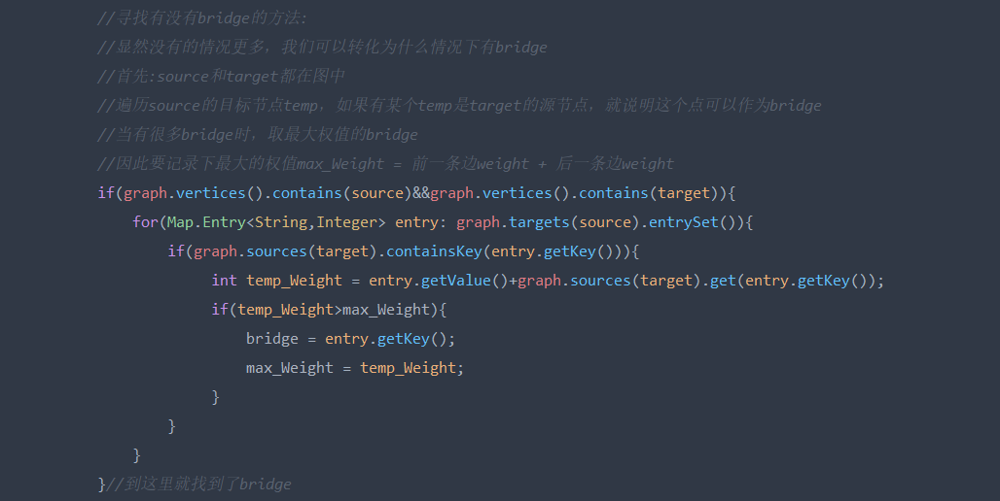 //寻找有没有bridge的方法:
//显然没有的情况更多，我们可以转化为什么情况下有bridge
//首先:source和target都在图中
//遍历source的目标节点temp，如果有某个temp是target的源节点，就说明这个点可以作为bridge
//当有很多bridge时，取最大权值的bridge
//因此要记录下最大的权值max_Weight = 前一条边weight + 后一条边weight
if(graph.vertices().contains(source)&&graph.vertices().contains(target)){
for(Map.Entry<String,Integer> entry: graph.targets(source).entrySet()){
if(graph.sources(target).containsKey(entry.getKey())){
int temp_Weight = entry.getValue()+graph.sources(target).get(entry.getKey());
if(temp_Weight>max_Weight){
bridge = entry.getKey();
max_Weight = temp_Weight;
}
}
}
}//到这里就找到了bridge